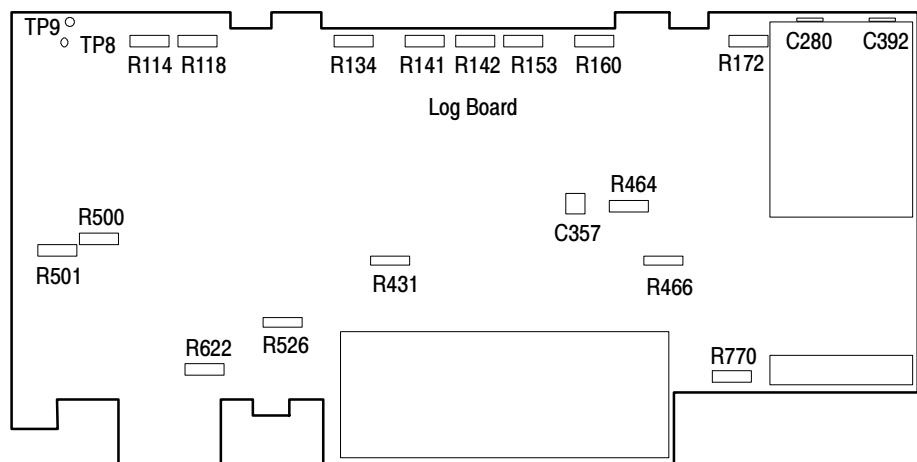 TP9
TP8
R114 R118 R134 R141 R142 R153 R160 R172 C280 C392
Log Board
R464
C357
R500
R501
R431
R466
R526
R622
R770